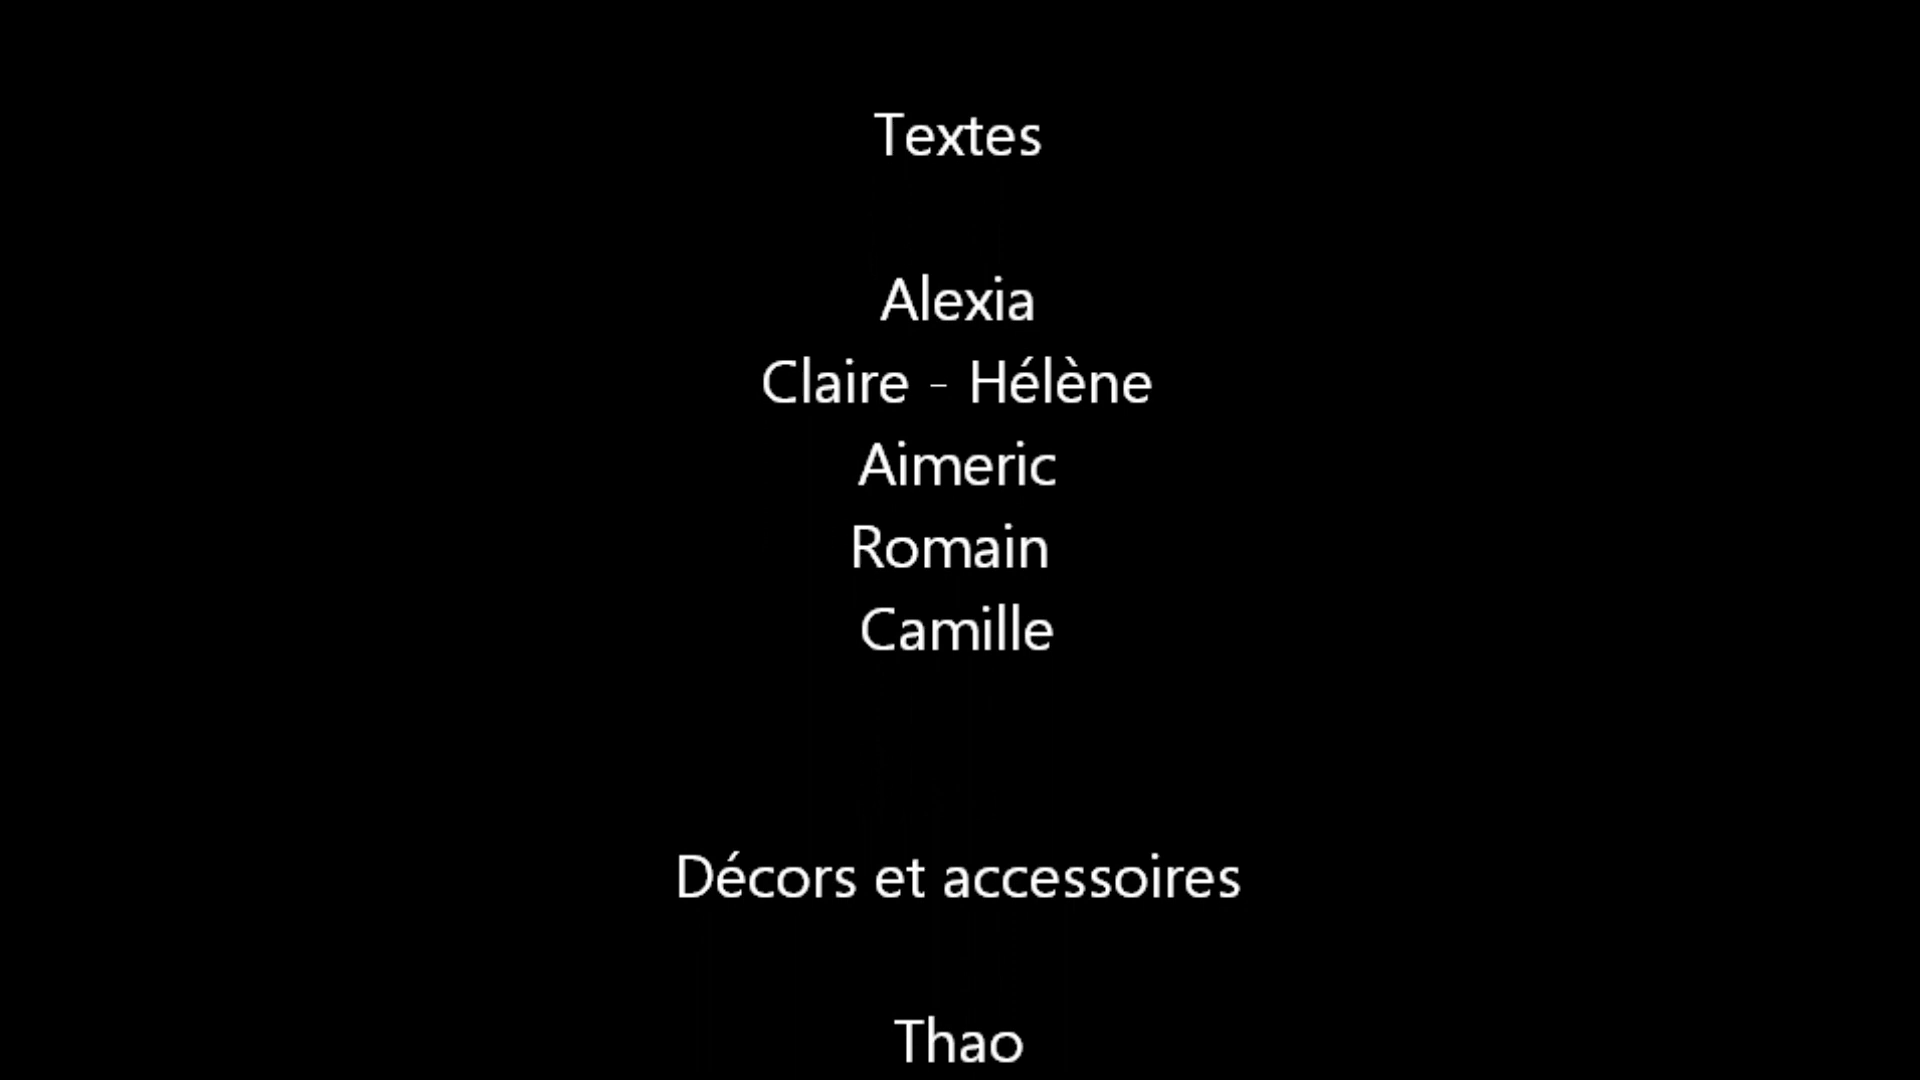 Textes
Alexia
Claire - Hélène
Aimeric
Romain
Camille
Décors et accessoires
Thao